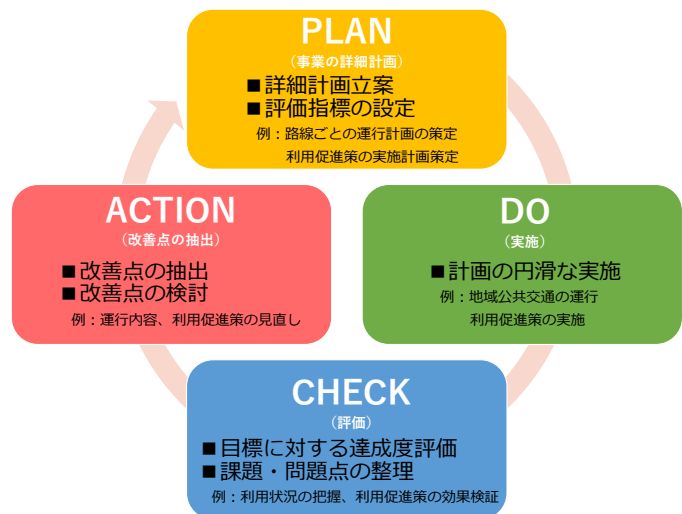 PLAN
（事業の詳細計画）
■詳細計画立案
■評価指標の設定
例：路線ごとの運行計画の策定
利用促進策の実施計画策定
DO
（実施）
■計画の円滑な実施
例：地域公共交通の運行
利用促進策の実施
CHECK
（評価）
■目標に対する達成度評価
■課題・問題点の整理
例：利用状況の把握、利用促進策の効果検証
ACTION
（改善点の抽出）
■改善点の抽出
■改善点の検討
例：運行内容、利用促進策の見直し